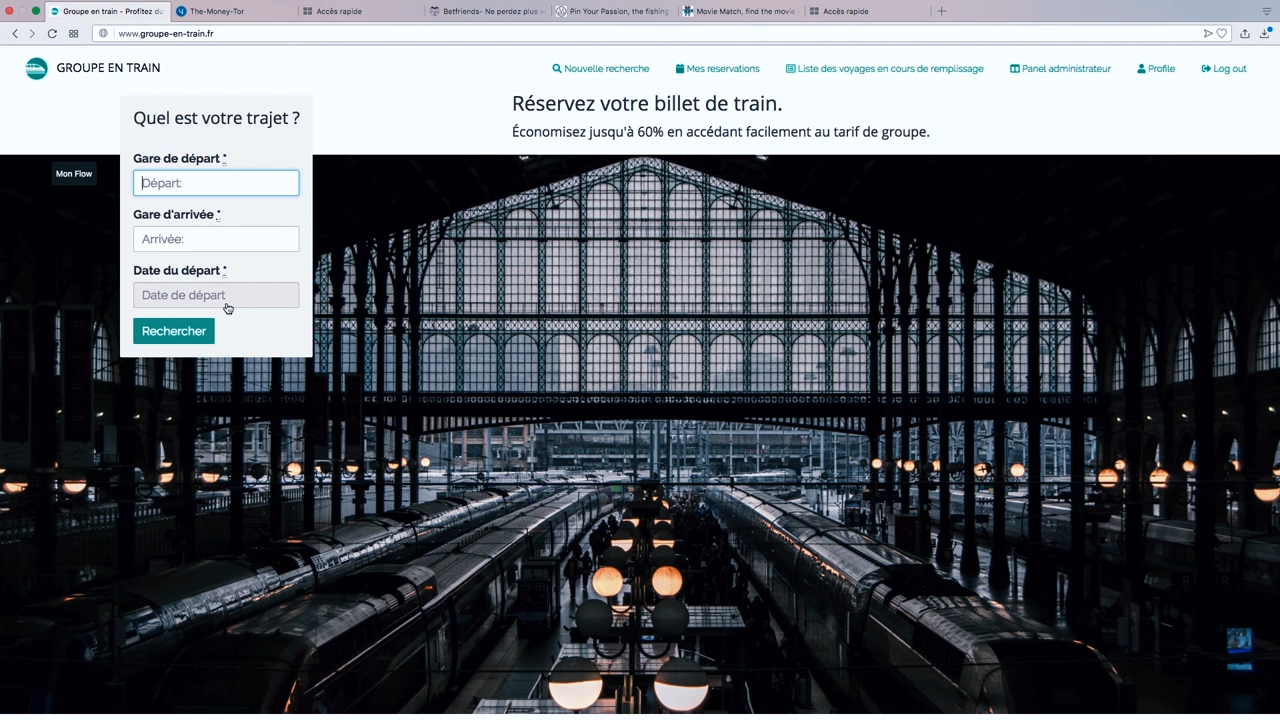 Groupe en train - Profitez du
The-Money-Tor
Accès rapide
Betfriends- Ne perdez plus v
Pin Your Passion, the fishing
Movie Match, find the movie
Accès rapide
www.groupe-en-train.fr
GROUPE EN TRAIN
Nouvelle recherche
Mes reservations
Liste des voyages en cours de remplissage
Panel administrateur
Profile
Log out
Quel est votre trajet ?
Réservez votre billet de train.
Économisez jusqu'à 60% en accédant facilement au tarif de groupe.
Mon Flow
Gare de départ *
Départ:
Gare d'arrivée *
Arrivée:
Date du départ *
Date de départ
Rechercher